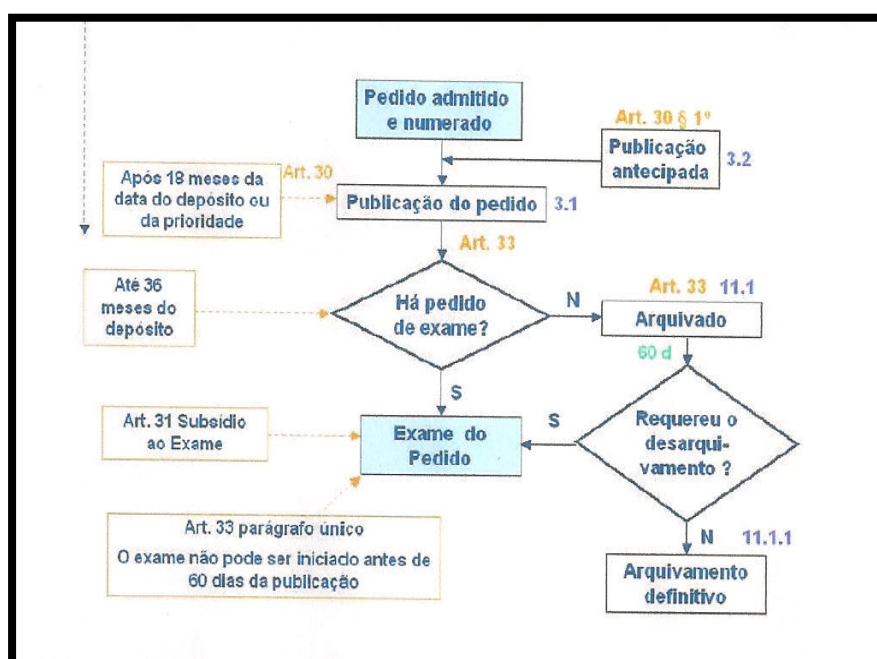 Pedido admitido
e numerado
Art. 30 § 1º
Publicação
antecipada
3.2
Após 18 meses da
data do depósito ou
da prioridade
Art. 30
Publicação do pedido
3.1
Art. 33
Até 36
meses do
depósito
Há pedido
de exame?
N
Art. 33 11.1
Arquivado
60 d
S
Art. 31 Subsídio
ao Exame
Exame do
Pedido
S
Requereu o
desarqui-
vamento ?
Art. 33 parágrafo único
O exame não pode ser iniciado antes de
60 dias da publicação
N
11.1.1
Arquivamento
definitivo